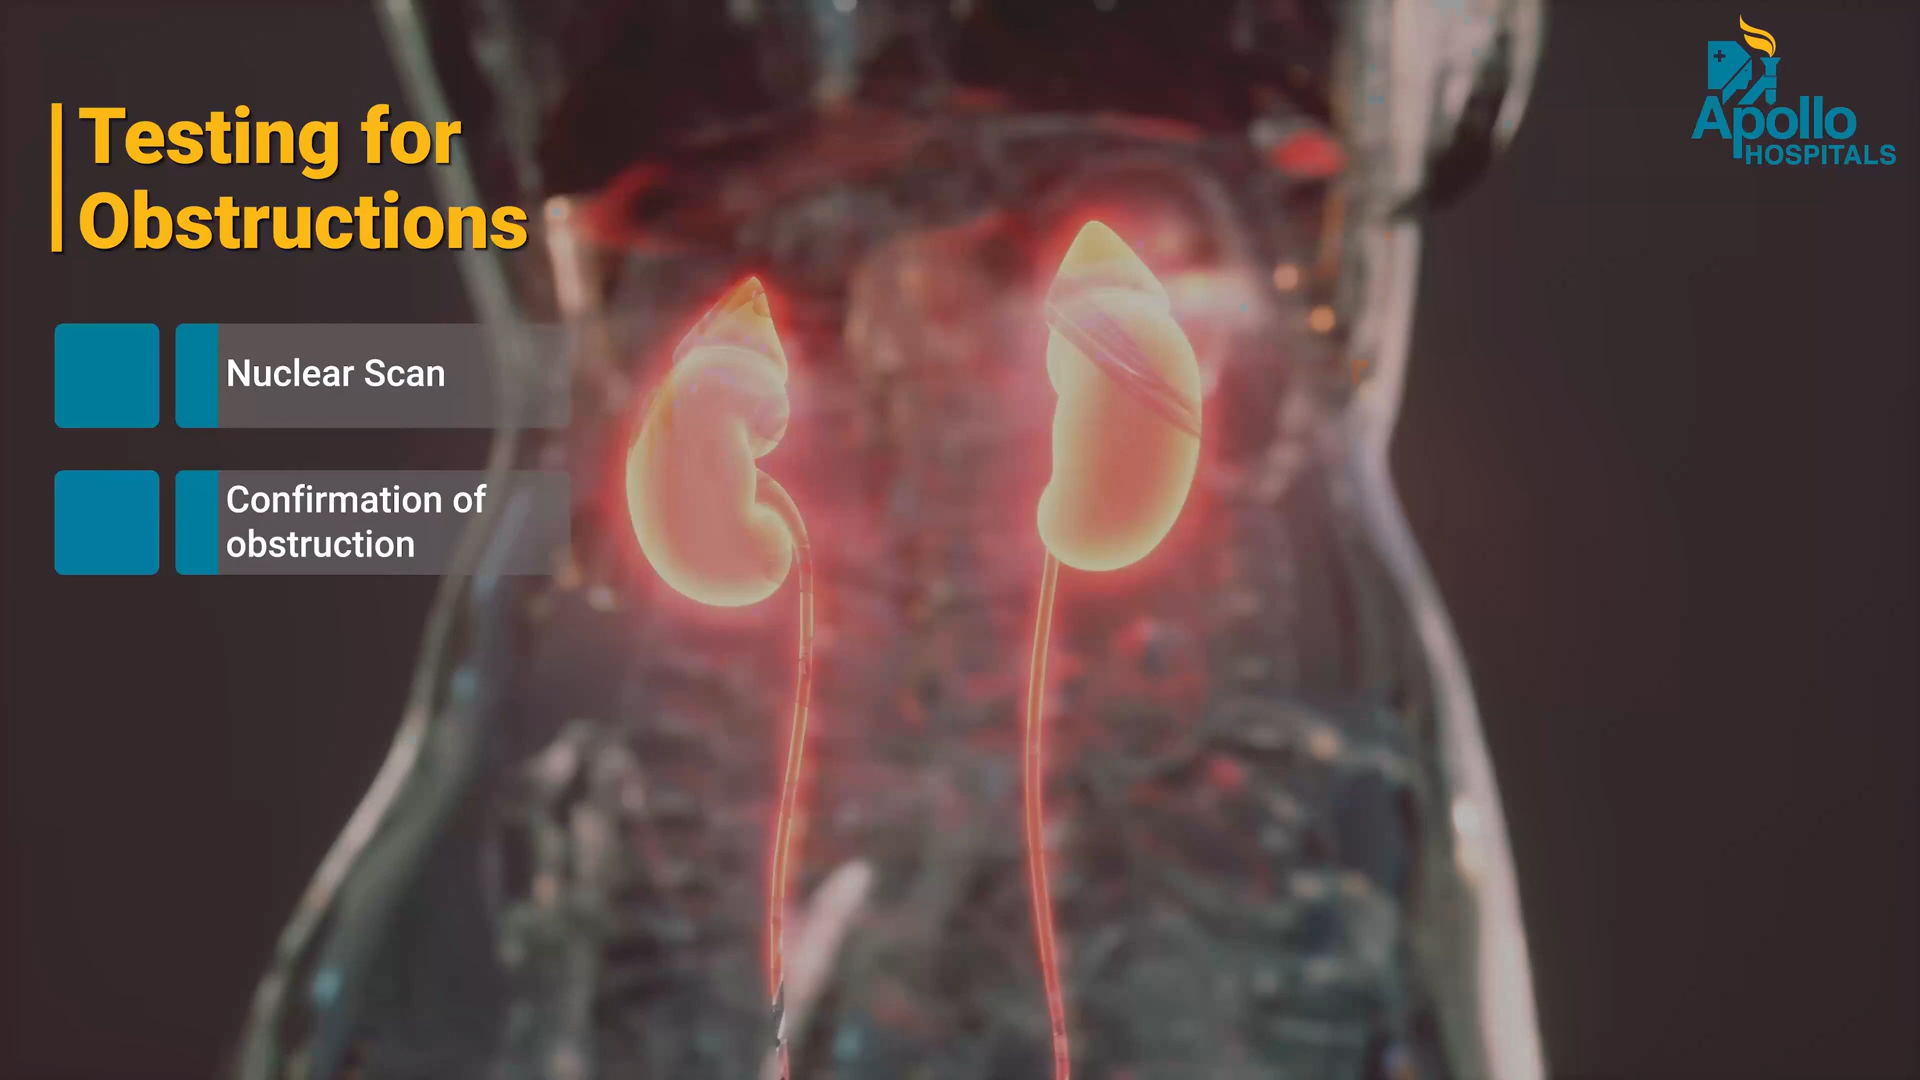 Testing for
Obstructions
Nuclear Scan
Confirmation of
obstruction
Apollo
HOSPITALS